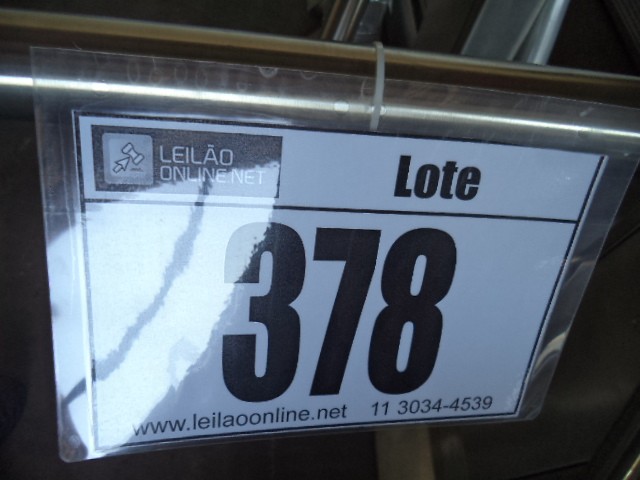 LEILÃO
ONLINE.NET
Lote
378
www.leilaoonline.net 11 3034-4539